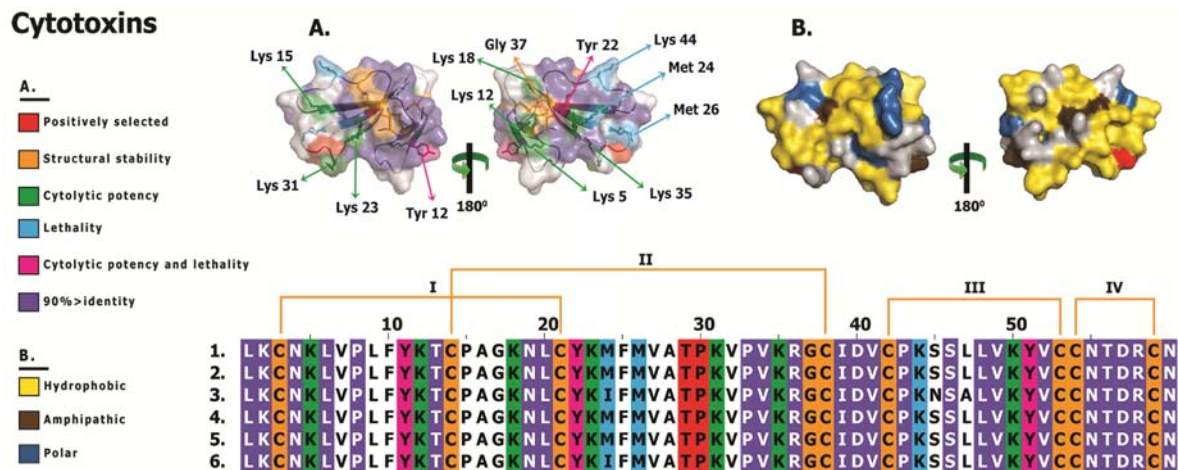 Cytotoxins
A.
Positively selected
Structural stability
Cytolytic potency
Lethality
Cytolytic potency and lethality
90%>identity
B.
Hydrophobic
Amphipathic
Polar
A.
Lys 15
Lys 31
Lys 23
Tyr 12
180⁰
Gly 37
Lys 18
Lys 12
Tyr 22
Lys 44
Met 24
Met 26
Lys 35
Lys 5
B.
180⁰
I
II
III
IV
10 20 30 40 50
1. LKCNKLVPLFYKTCPAGKNLCYKMFMVATPKVPVKRGCIDVCPKSSLLVKYVCCNTDRCN
2. LKCNKLVPLFYKTCPAGKNLCYKMFMVATPKVPVKRGCIDVCPKSSLLVKYVCCNTDRCN
3. LKCNKLVPLFYKTCPAGKNLCYKIFMVATPKVPVKRGCIDVCPKNSALVKYVCCNTDRCN
4. LKCNKLVPLFYKTCPAGKNLCYKMFMVATPKVPVKRGCIDVCPKSSLLVKYVCCNTDRCN
5. LKCNKLVPLFYKTCPAGKNLCYKMFMVATPKVPVKRGCIDVCPKSSLLVKYVCCNTDRCN
6. LKCNKLVPLFYKTCPAGKNLCYKIFMVATPKVPVKRGCIDVCPKSSLLVKYVCCNTDRCN